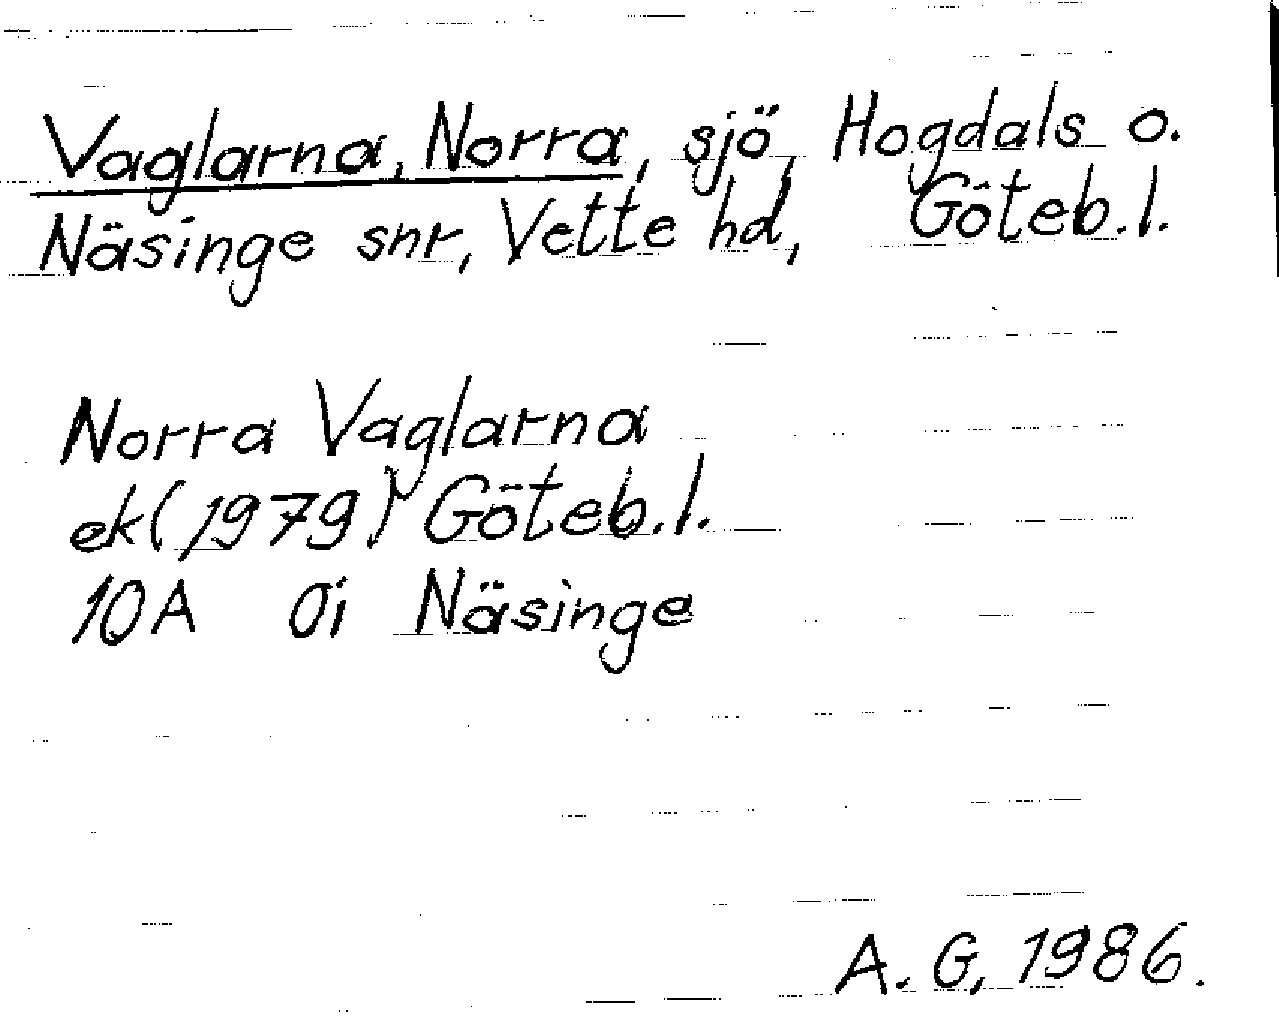 Vaglarna, Norra, sjö, Hogdals o.
Näsinge snr, Vette hd, Göteb.l.
Norra Vaglarna
ek(1979) Göteb.l.
10A 0i Näsinge
A. G, 1986.